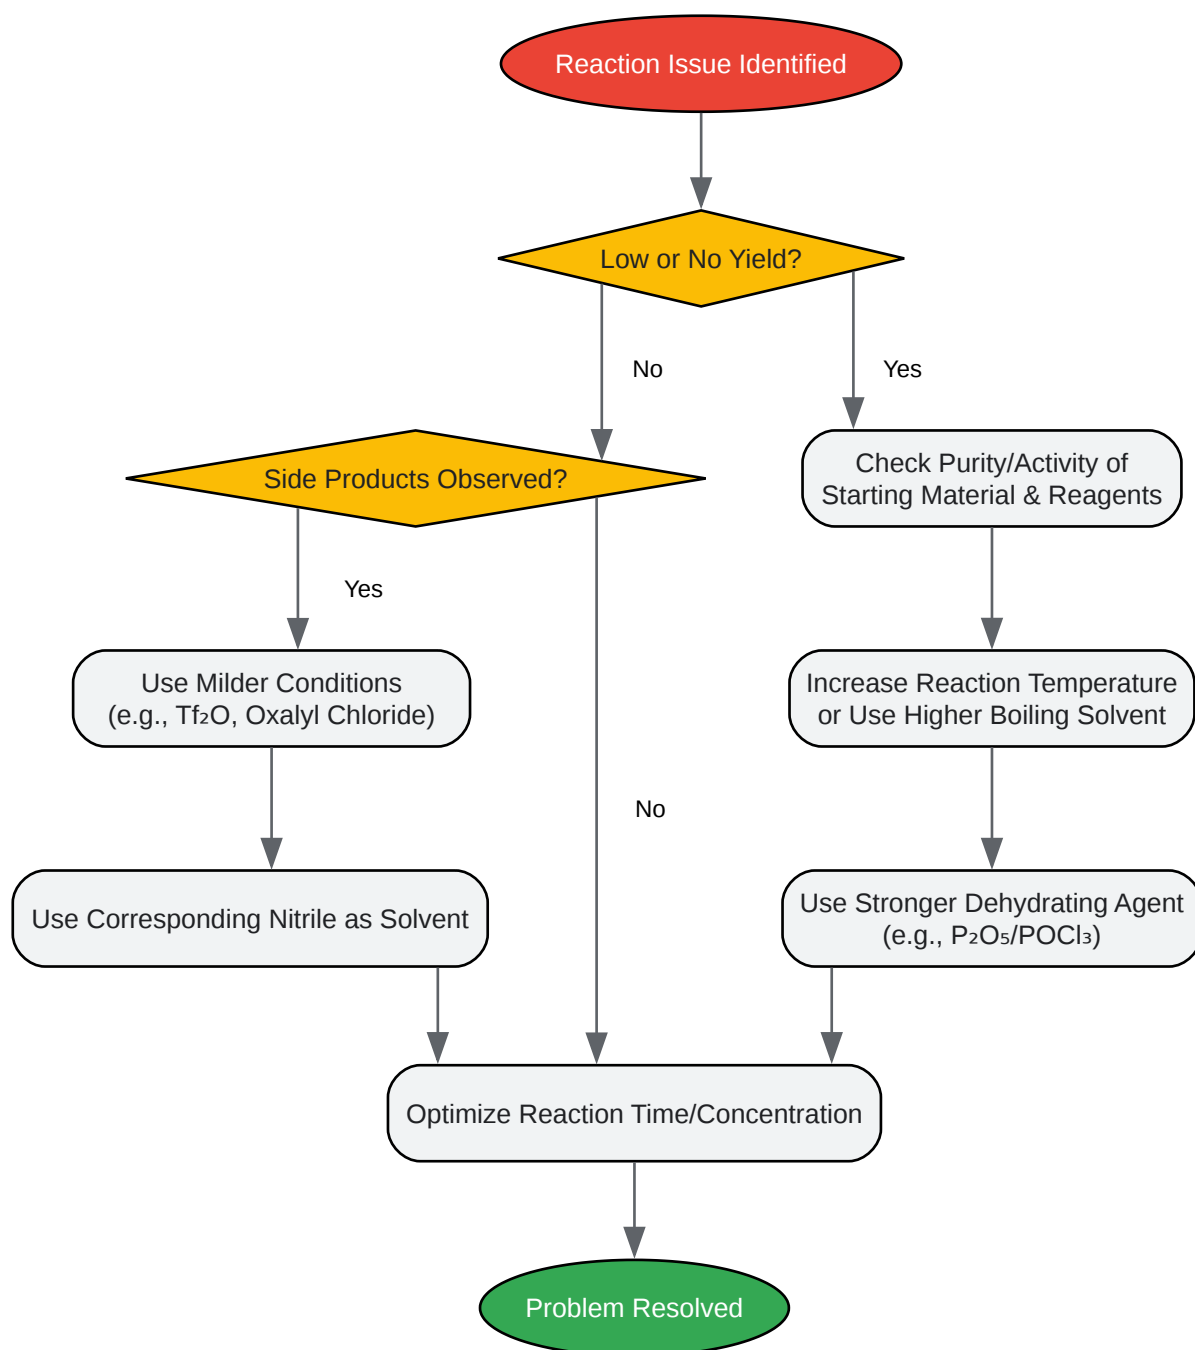 Reaction Issue Identified
Low or No Yield?
No
Yes
Side Products Observed?
Check Purity/Activity of
Starting Material & Reagents
Yes
Use Milder Conditions
(e.g., Tf₂O, Oxalyl Chloride)
Increase Reaction Temperature
or Use Higher Boiling Solvent
No
Use Corresponding Nitrile as Solvent
Use Stronger Dehydrating Agent
(e.g., P₂O₅/POCl₃)
Optimize Reaction Time/Concentration
Problem Resolved